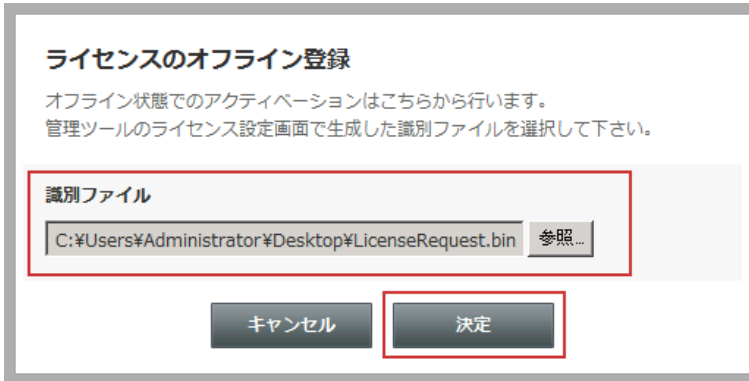 ライセンスのオフライン登録
オフライン状態でのアクティベーションはこちらから行います。
管理ツールのライセンス設定画面で生成した識別ファイルを選択して下さい。
識別ファイル
C:¥Users¥Administrator¥Desktop¥LicenseRequest.bin 参照...
キャンセル 決定